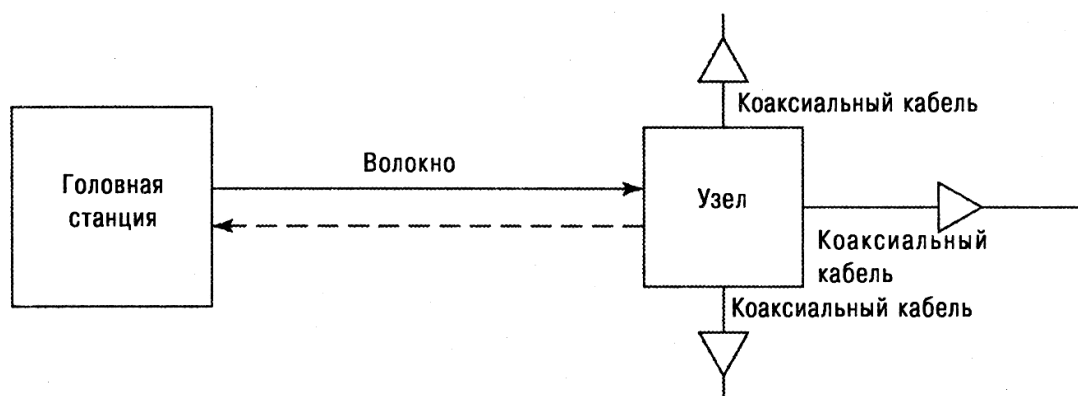 Коаксиальный кабель
Волокно
Головная
станция
Узел
Коаксиальный
кабель
Коаксиальный кабель